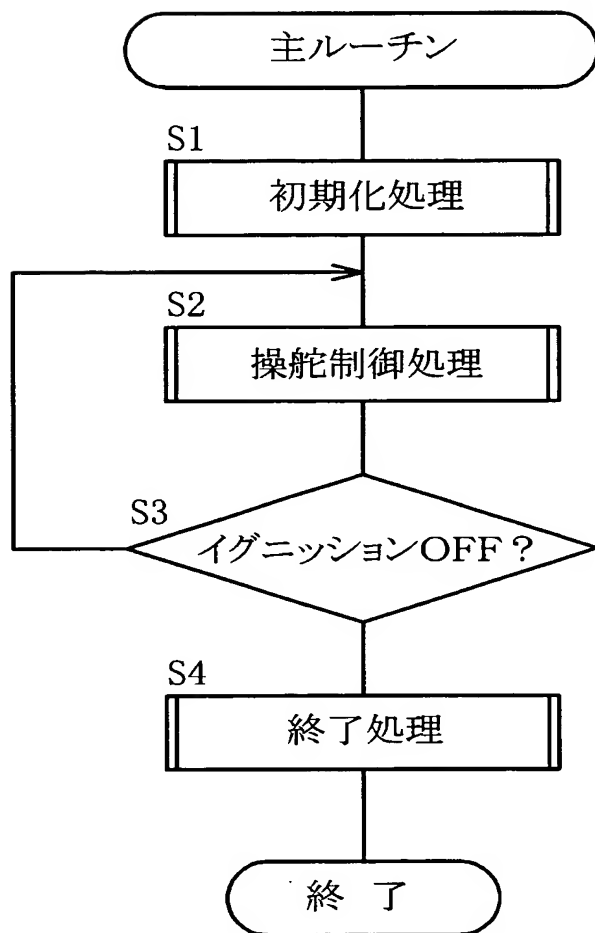 主ルーチン
S1
初期化処理
S2
操舵制御処理
S3
イグニッションOFF?
S4
終了処理
終 了